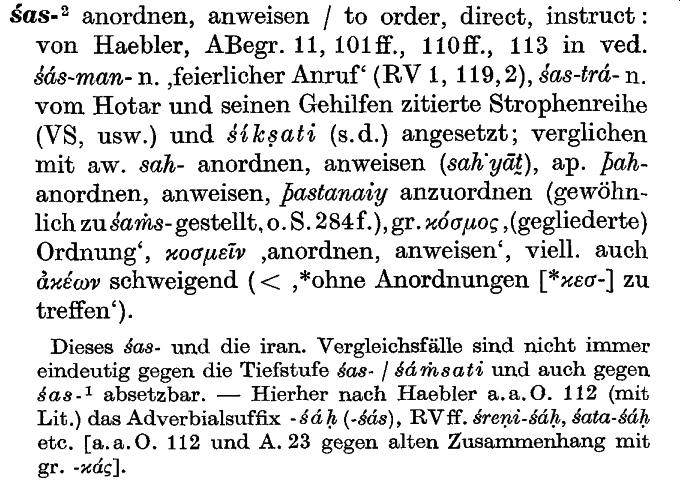 śas-² anordnen, anweisen / to order, direct, instruct:
von Haebler, ABegr. 11, 101ff., 110ff., 113 in ved.
śás-man- n. ‚feierlicher Anruf‘ (RV 1, 119,2), śas-trá- n.
vom Hotar und seinen Gehilfen zitierte Strophenreihe
(VS, usw.) und śíkṣati (s.d.) angesetzt; verglichen
mit aw. sah- anordnen, anweisen (sah˙yāt̰), ap. þah-
anordnen, anweisen, þastanaiy anzuordnen (gewöhn-
lich zu śaṁs- gestellt, o. S. 284f.), gr. κόσμος ‚(gegliederte)
Ordnung‘, κοσμεῖν ‚anordnen, anweisen‘, viell. auch
ἀκέων schweigend (< ‚*ohne Anordnungen [*κεσ-] zu
treffen‘).
Dieses śas- und die iran. Vergleichsfälle sind nicht immer
eindeutig gegen die Tiefstufe śas- / śáṁsati und auch gegen
śas-¹ absetzbar. — Hierher nach Haebler a.a.O. 112 (mit
Lit.) das Adverbialsuffix -śáḥ (-śás), RVff. śreṇi-śáḥ, śata-śáḥ
etc. [a.a.O. 112 und A. 23 gegen alten Zusammenhang mit
gr. -κάς].